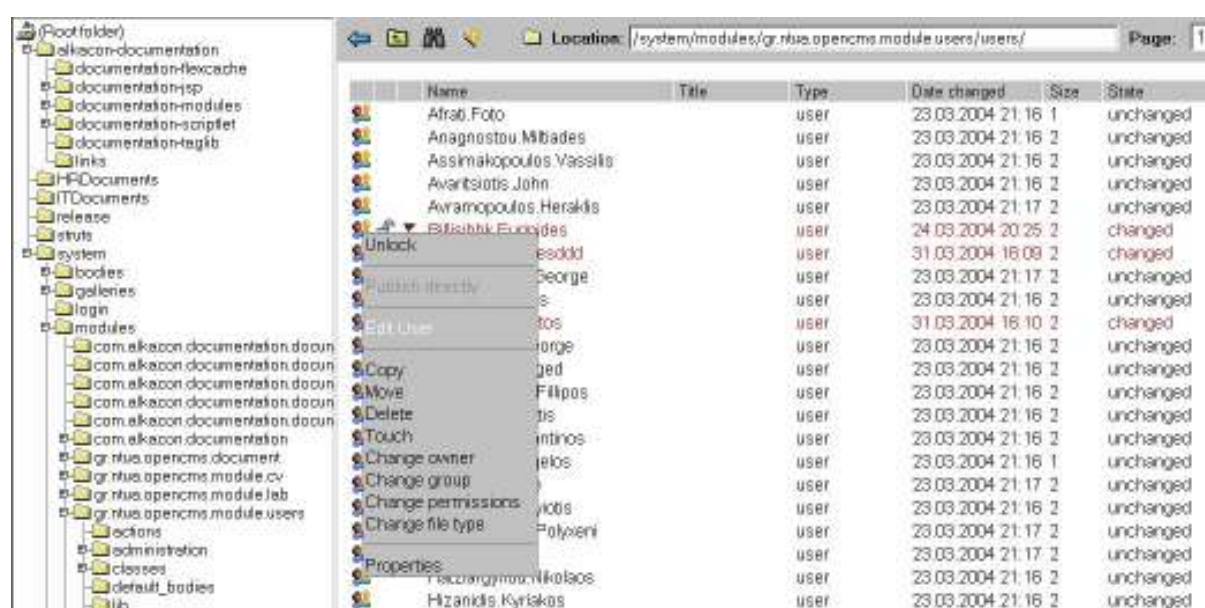 (Root folder)
alkacon-documentation
documentation-flexcache
documentation-jsp
documentation-modules
documentation-scriptlet
documentation-taglib
links
HRDocuments
ITDocuments
release
struts
system
bodies
galleries
login
modules
com.alkacon.documentation.docun
com.alkacon.documentation.docun
com.alkacon.documentation.docun
com.alkacon.documentation.docun
com.alkacon.documentation
gr.ntua.opencms.document
gr.ntua.opencms.module.cv
gr.ntua.opencms.module.lab
gr.ntua.opencms.module.users
actions
administration
classes
default_bodies
lib
Location: /system/modules/gr.ntua.opencms.module.users/users/ Page: 1
Name Title Type Date changed Size State
Afrati.Foto user 23.03.2004 21:16 1 unchanged
Anagnostou.Miltiades user 23.03.2004 21:16 2 unchanged
Assimakopoulos.Vassilis user 23.03.2004 21:16 2 unchanged
Avaritsiotis.John user 23.03.2004 21:16 2 unchanged
Avramopoulos.Heraklis user 23.03.2004 21:17 2 unchanged
user 24.03.2004 20:25 2 changed
esddd user 31.03.2004 16:09 2 changed
George user 23.03.2004 21:17 2 unchanged
s user 23.03.2004 21:16 2 unchanged
tos user 31.03.2004 16:10 2 changed
orge user 23.03.2004 21:16 2 unchanged
ged user 23.03.2004 21:16 2 unchanged
Fillipos user 23.03.2004 21:16 2 unchanged
tis user 23.03.2004 21:16 2 unchanged
ntinos user 23.03.2004 21:16 2 unchanged
elos user 23.03.2004 21:16 1 unchanged
user 23.03.2004 21:17 2 unchanged
iotis user 23.03.2004 21:16 2 unchanged
Polyxeni user 23.03.2004 21:17 2 unchanged
user 23.03.2004 21:17 2 unchanged
Nikolaos user 23.03.2004 21:16 2 unchanged
Hizanidis.Kyriakos user 23.03.2004 21:16 2 unchanged
Unlock
Publish directly
Edit User
Copy
Move
Delete
Touch
Change owner
Change group
Change permissions
Change file type
Properties